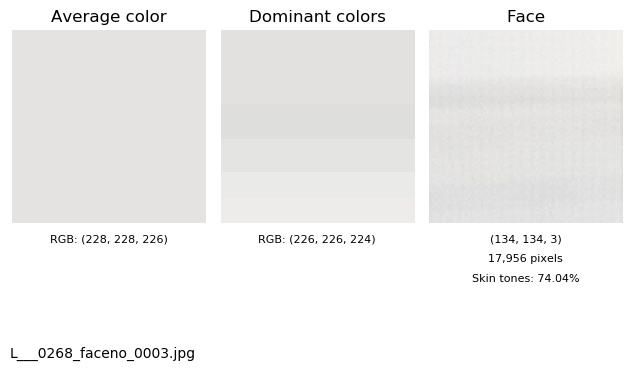 Average color
Dominant colors
Face
RGB: (228, 228, 226)
RGB: (226, 226, 224)
(134, 134, 3)
17,956 pixels
Skin tones: 74.04%
L___0268_faceno_0003.jpg